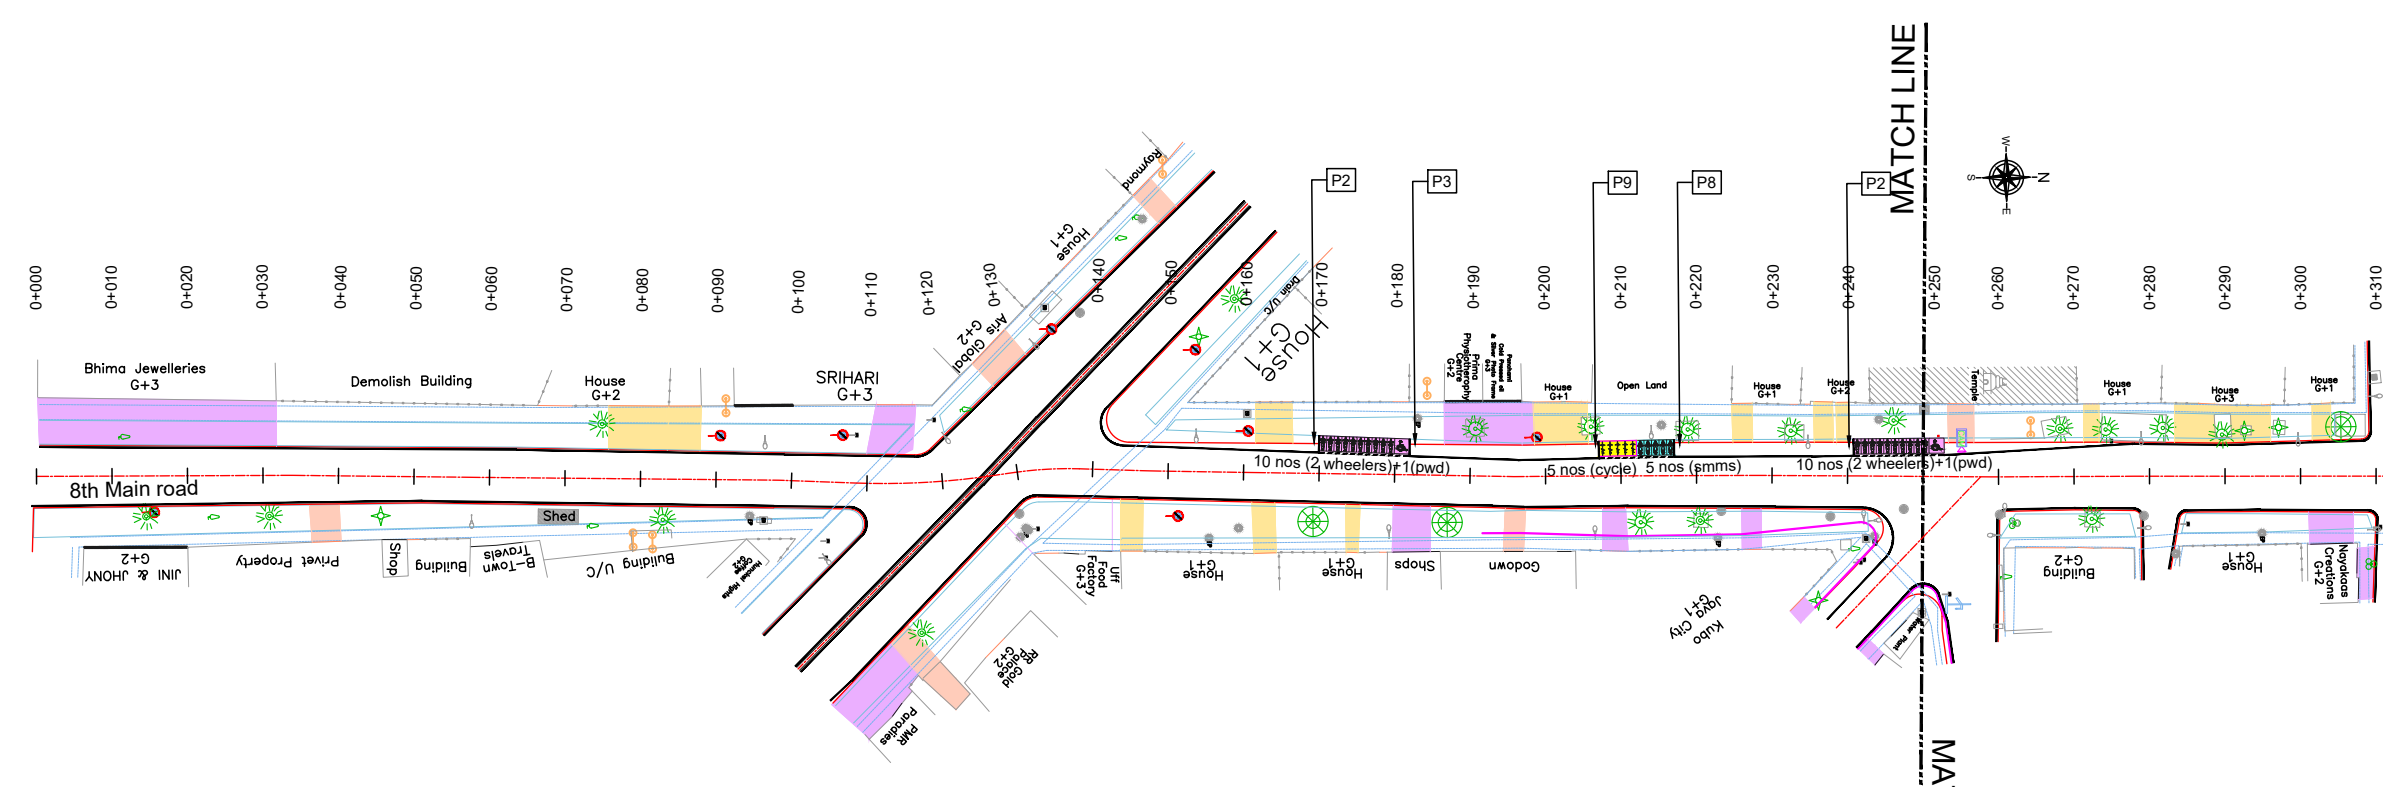 MATCH LINE
W
S
N
E
Raymond
House
G+1
Aris Global
G+2
P2
P3
P9
P8
P2
0+000
0+010
0+020
0+030
0+040
0+050
0+060
0+070
0+080
0+090
0+100
0+110
0+120
0+130
0+140
0+150
0+160
0+170
0+180
0+190
0+200
0+210
0+220
0+230
0+240
0+250
0+260
0+270
0+280
0+290
0+300
0+310
Drain U/C
House
G+1
Bhima Jewelleries
G+3
Demolish Building
House
G+2
SRIHARI
G+3
Prima
Physiotherophy
Centre
G+2
House
G+1
Open Land
House
G+1
House
G+2
Temple
House
G+1
House
G+3
House
G+1
10 nos (2 wheelers)+1(pwd)
5 nos (cycle)
5 nos (smms)
10 nos (2 wheelers)+1(pwd)
8th Main road
Shed
JINI & JHONY
G+2
Privet Property
Shop
Building
B-Town
Travels
Building U/C
Uff
Food
Factory
G+3
House
G+1
House
G+1
Shops
Godown
Kubo
Java City
G+1
Water Plant
Building
G+2
House
G+1
Nayakaas
Creations
G+2
RR Gold
Palace
G+2
PMR
Paradies
MA